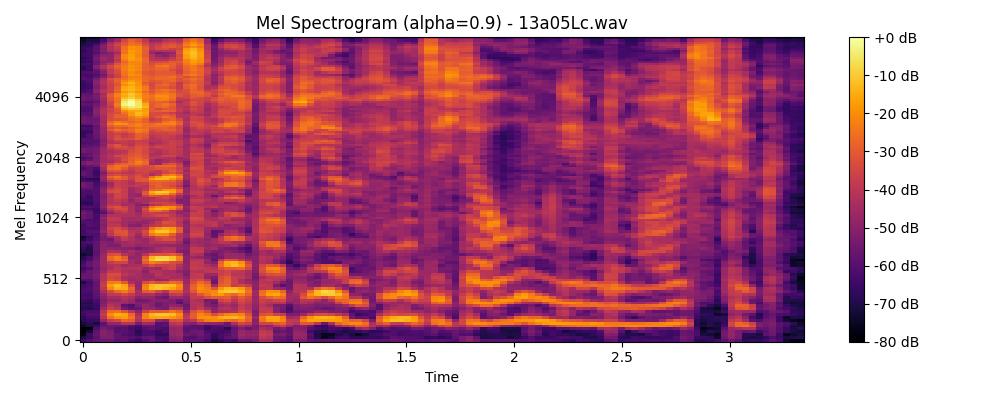 Mel Spectrogram (alpha=0.9) - 13a05Lc.wav
Mel Frequency
4096
2048
1024
512
0
0
0.5
1
1.5
2
2.5
3
Time
+0 dB
-10 dB
-20 dB
-30 dB
-40 dB
-50 dB
-60 dB
-70 dB
-80 dB